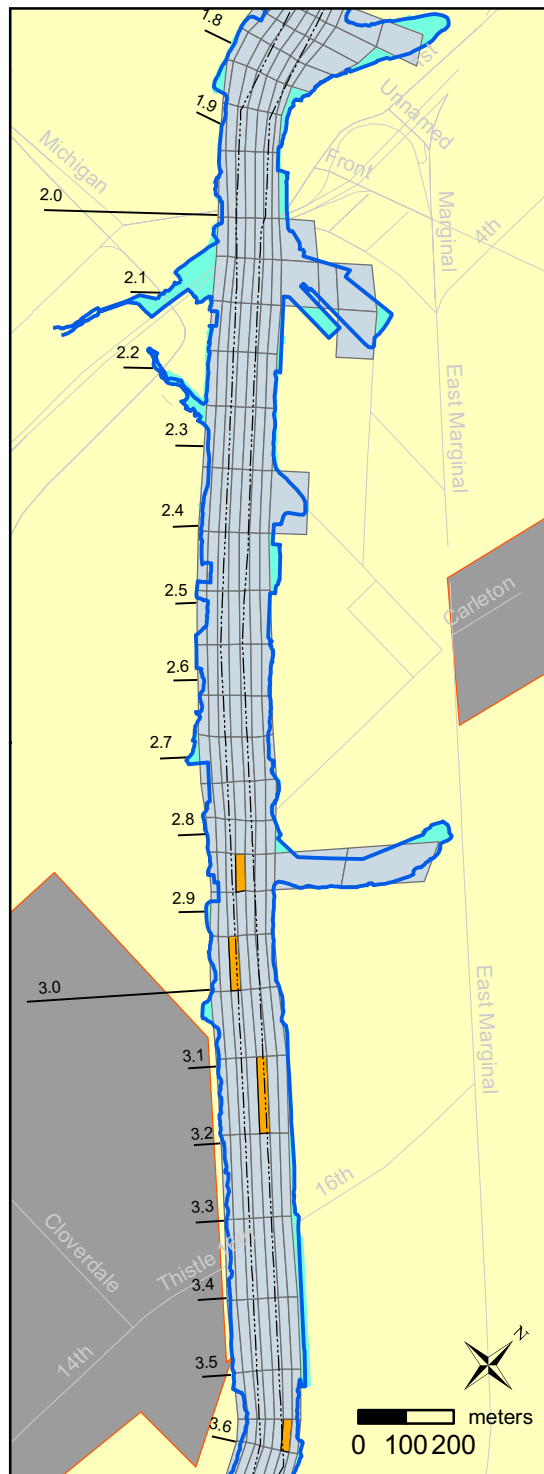 1.8
1st
1.9
Unnamed
Michigan
Front
2.0
Marginal
4th
2.1
2.2
East Marginal
2.3
2.4
2.5
Carleton
2.6
2.7
2.8
2.9
3.0
East Marginal
3.1
3.2
16th
3.3
Cloverdale
Thistle 16th
3.4
14th
3.5
N
3.6
meters
0 100 200